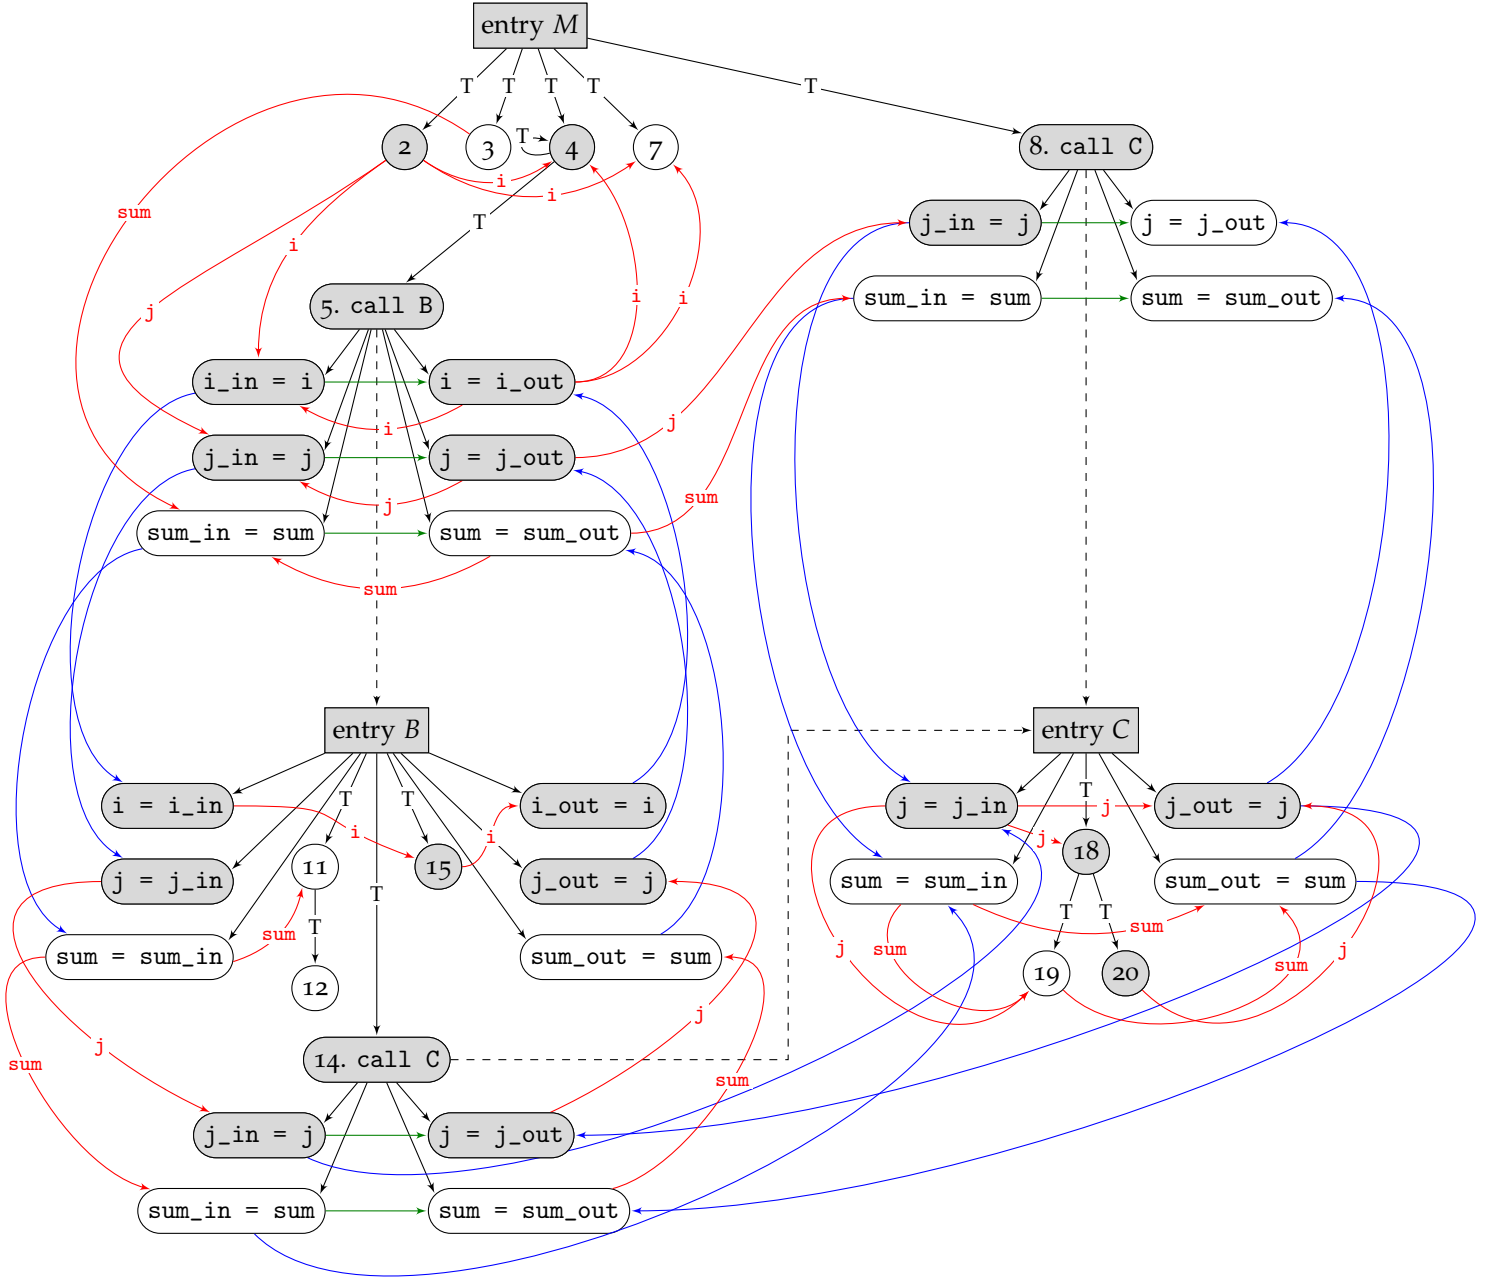 entry M
T T T T T
2 3 T 4 7 8. call C
i
i
sum
j_in = j j = j_out
T
i
sum_in = sum sum = sum_out
i i
5. call B
j
i_in = i i = i_out
j
i
j_in = j j = j_out
sum
j
sum_in = sum sum = sum_out
sum
entry B entry C
T T T
i = i_in i_out = i j = j_in j j_out = j
i i j
11 15 18
j = j_in j_out = j sum = sum_in sum_out = sum
T T T
T sum sum
sum j sum j
sum = sum_in sum_out = sum sum
12 19 20
j
j
sum
14. call C
sum
j_in = j j = j_out
sum_in = sum sum = sum_out